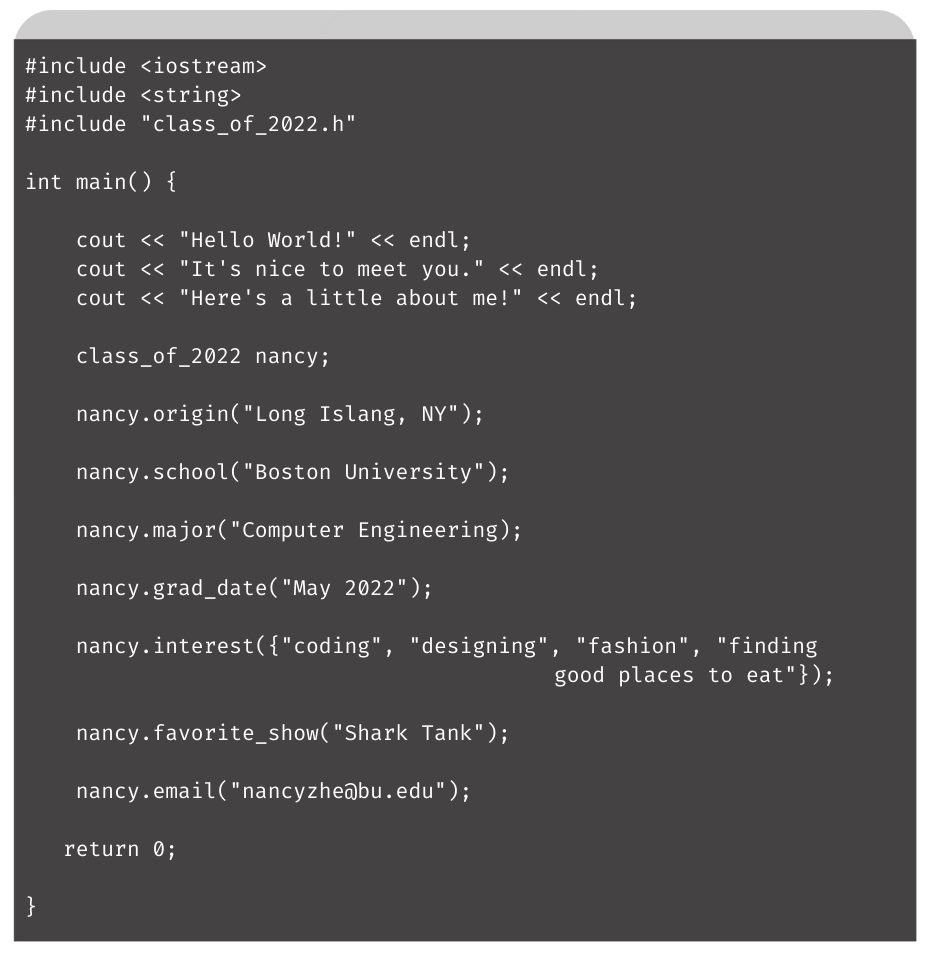 #include <iostream>
#include <string>
#include "class_of_2022.h"
int main() {
cout << "Hello World!" << endl;
cout << "It's nice to meet you." << endl;
cout << "Here's a little about me!" << endl;
class_of_2022 nancy;
nancy.origin("Long Islang, NY");
nancy.school("Boston University");
nancy.major("Computer Engineering);
nancy.grad_date("May 2022");
nancy.interest({"coding", "designing", "fashion", "finding
good places to eat"});
nancy.favorite_show("Shark Tank");
nancy.email("nancyzhe@bu.edu");
return 0;
}